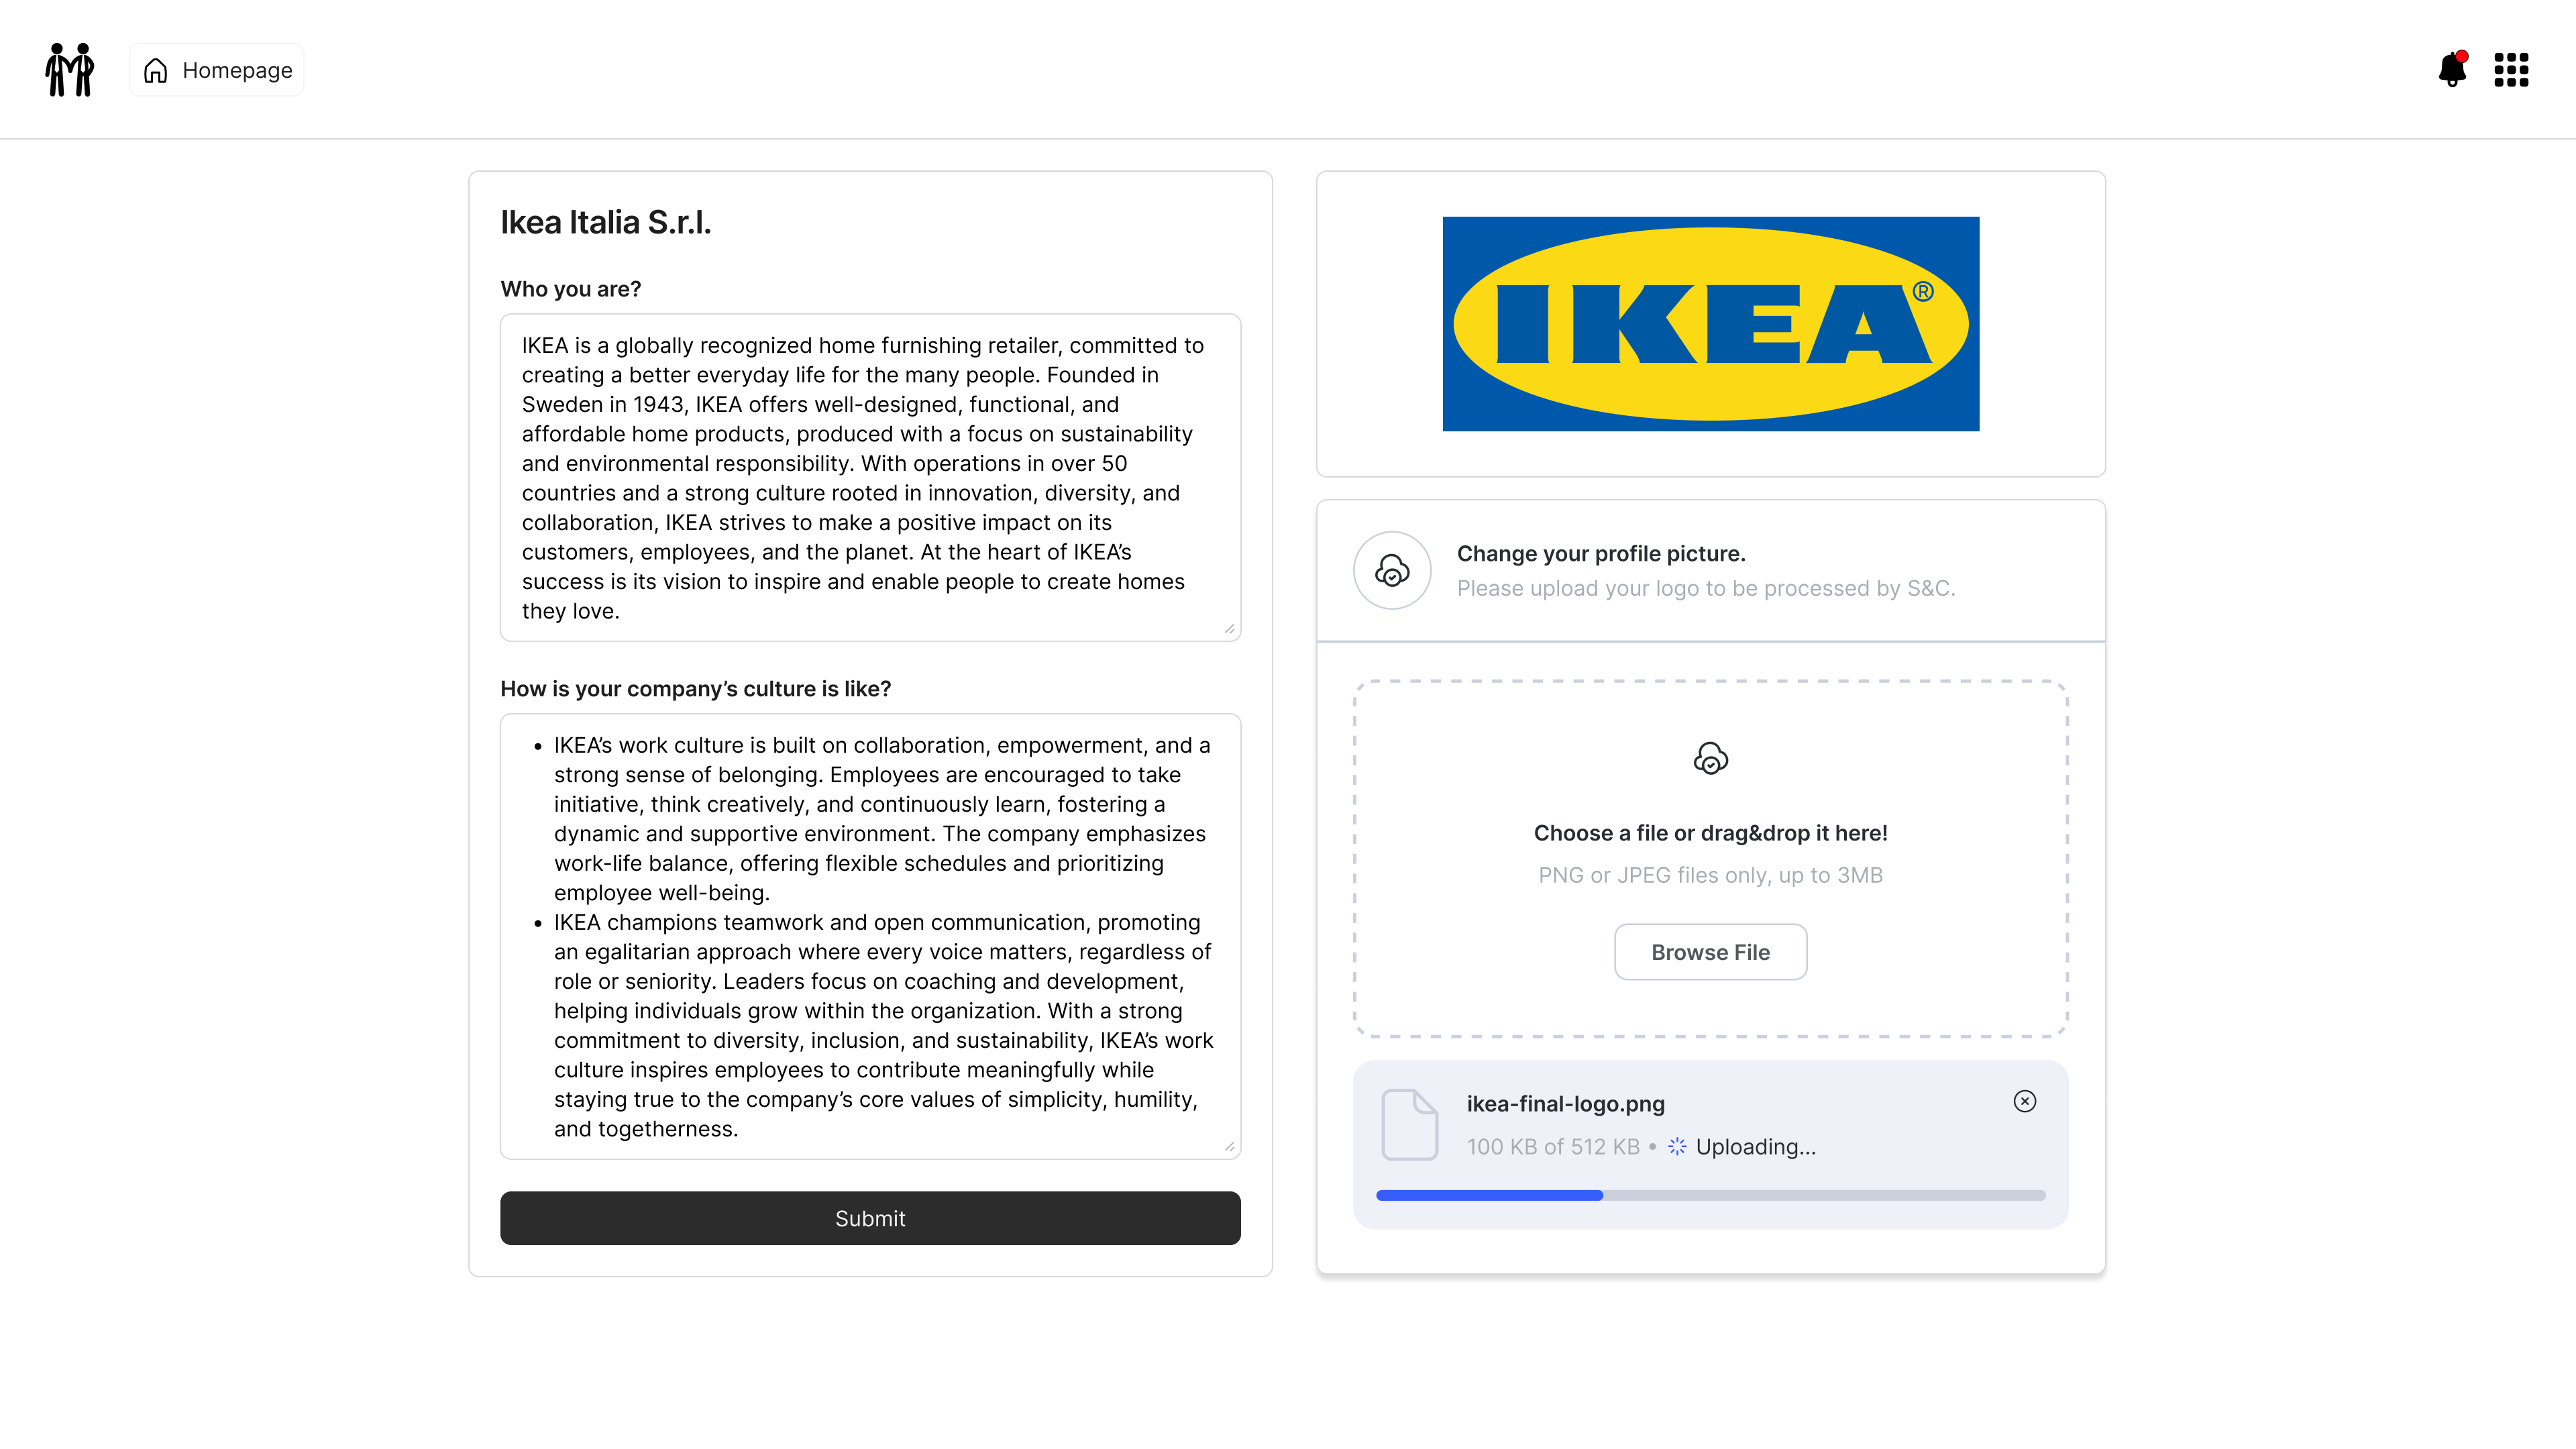 Homepage
Ikea Italia S.r.l.
Who you are?
IKEA is a globally recognized home furnishing retailer, committed to
creating a better everyday life for the many people. Founded in
Sweden in 1943, IKEA offers well-designed, functional, and
affordable home products, produced with a focus on sustainability
and environmental responsibility. With operations in over 50
countries and a strong culture rooted in innovation, diversity, and
collaboration, IKEA strives to make a positive impact on its
customers, employees, and the planet. At the heart of IKEA’s
success is its vision to inspire and enable people to create homes
they love.
How is your company’s culture is like?
• IKEA’s work culture is built on collaboration, empowerment, and a
strong sense of belonging. Employees are encouraged to take
initiative, think creatively, and continuously learn, fostering a
dynamic and supportive environment. The company emphasizes
work-life balance, offering flexible schedules and prioritizing
employee well-being.
• IKEA champions teamwork and open communication, promoting
an egalitarian approach where every voice matters, regardless of
role or seniority. Leaders focus on coaching and development,
helping individuals grow within the organization. With a strong
commitment to diversity, inclusion, and sustainability, IKEA’s work
culture inspires employees to contribute meaningfully while
staying true to the company’s core values of simplicity, humility,
and togetherness.
Submit
IKEA®
Change your profile picture.
Please upload your logo to be processed by S&C.
Choose a file or drag&drop it here!
PNG or JPEG files only, up to 3MB
Browse File
ikea-final-logo.png
100 KB of 512 KB • Uploading...